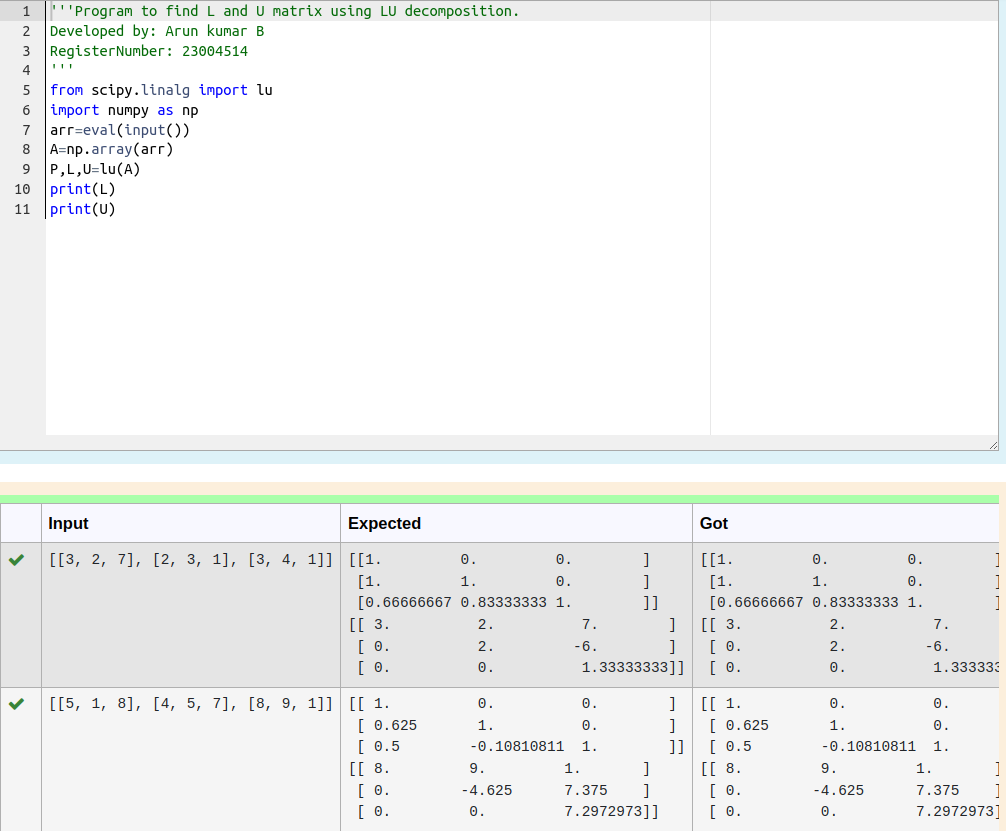 1 '''Program to find L and U matrix using LU decomposition.
2 Developed by: Arun kumar B
3 RegisterNumber: 23004514
4 '''
5 from scipy.linalg import lu
6 import numpy as np
7 arr=eval(input())
8 A=np.array(arr)
9 P,L,U=lu(A)
10 print(L)
11 print(U)
Input Expected Got
[[3, 2, 7], [2, 3, 1], [3, 4, 1]] [[1. 0. 0. ] [[1. 0. 0. ]
[1. 1. 0. ] [1. 1. 0. ]
[0.66666667 0.83333333 1. ]] [0.66666667 0.83333333 1. ]
[[ 3. 2. 7. ] [[ 3. 2. 7.
[ 0. 2. -6. ] [ 0. 2. -6.
[ 0. 0. 1.33333333]] [ 0. 0. 1.333333
[[5, 1, 8], [4, 5, 7], [8, 9, 1]] [[ 1. 0. 0. ] [[ 1. 0. 0.
[ 0.625 1. 0. ] [ 0.625 1. 0.
[ 0.5 -0.10810811 1. ]] [ 0.5 -0.10810811 1.
[[ 8. 9. 1. ] [[ 8. 9. 1. ]
[ 0. -4.625 7.375 ] [ 0. -4.625 7.375 ]
[ 0. 0. 7.2972973]] [ 0. 0. 7.2972973]